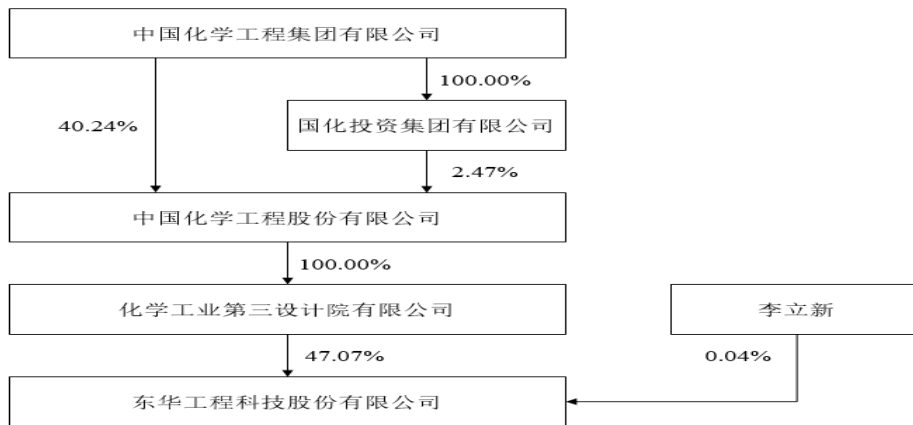 中国化学工程集团有限公司
100.00%
40.24%
国化投资集团有限公司
2.47%
中国化学工程股份有限公司
100.00%
化学工业第三设计院有限公司
李立新
47.07%
0.04%
东华工程科技股份有限公司